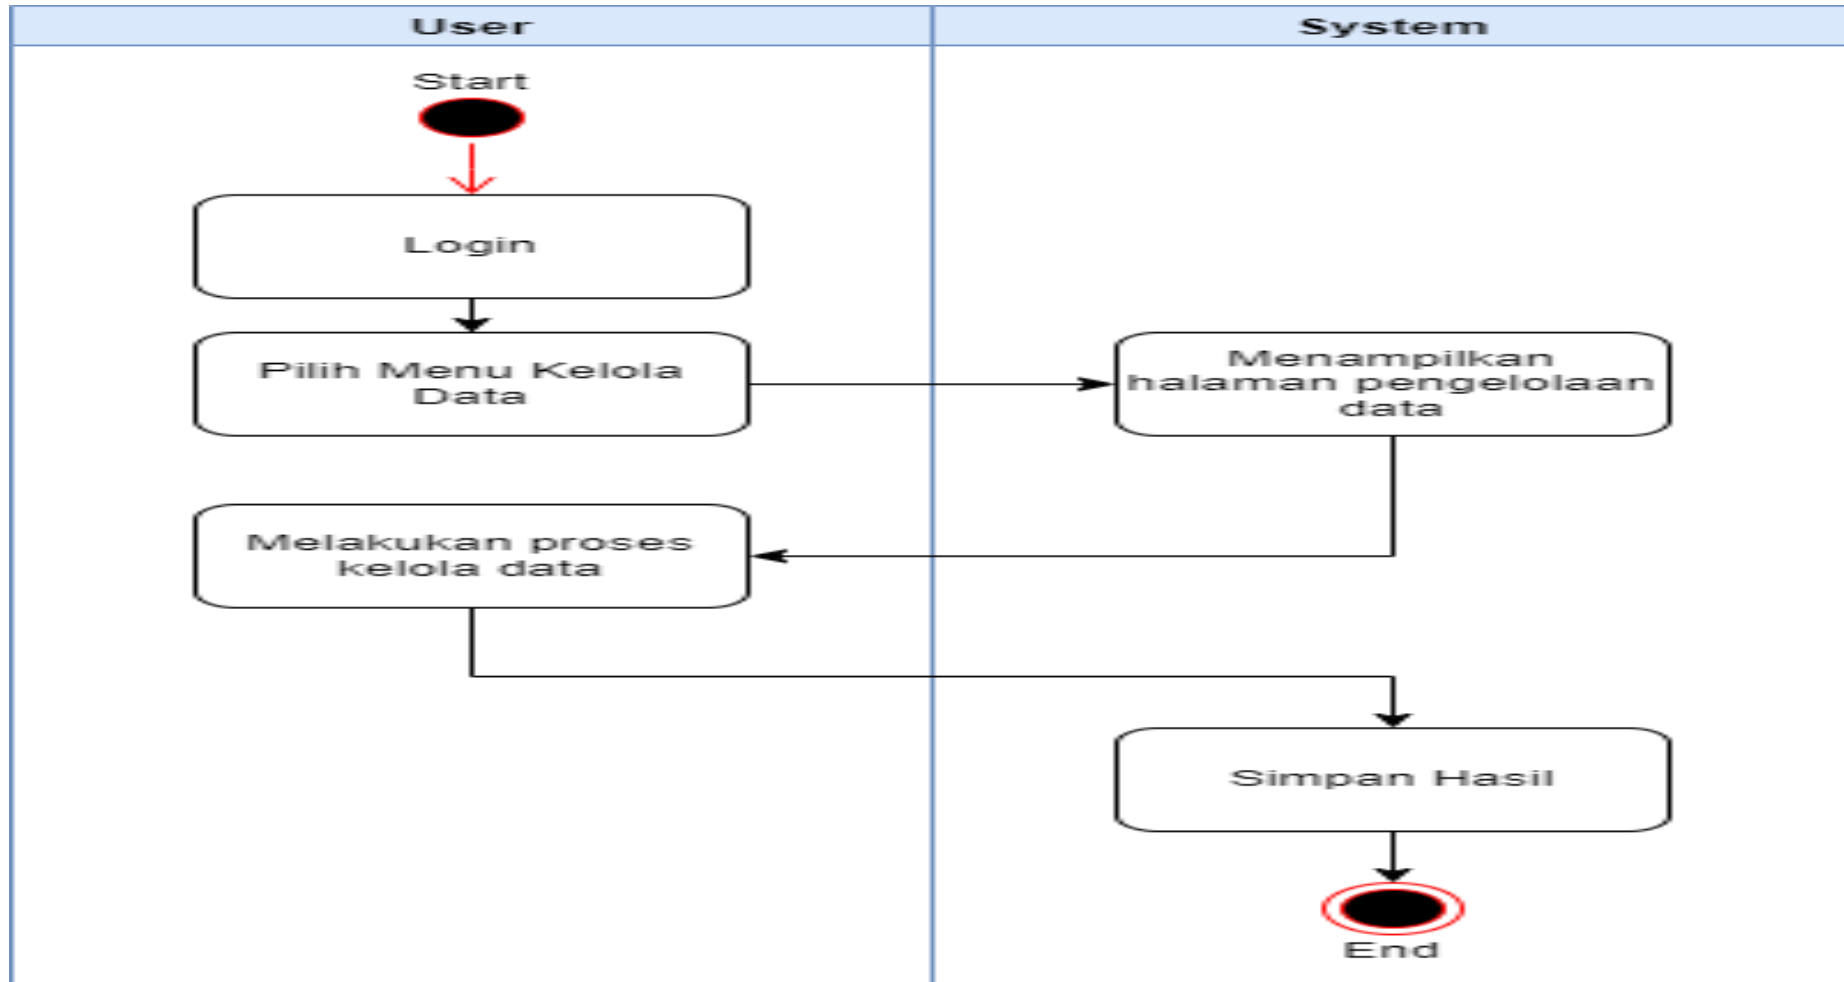 User
System
Start
Login
Pilih Menu Kelola
Data
Menampilkan
halaman pengelolaan
data
Melakukan proses
kelola data
Simpan Hasil
End